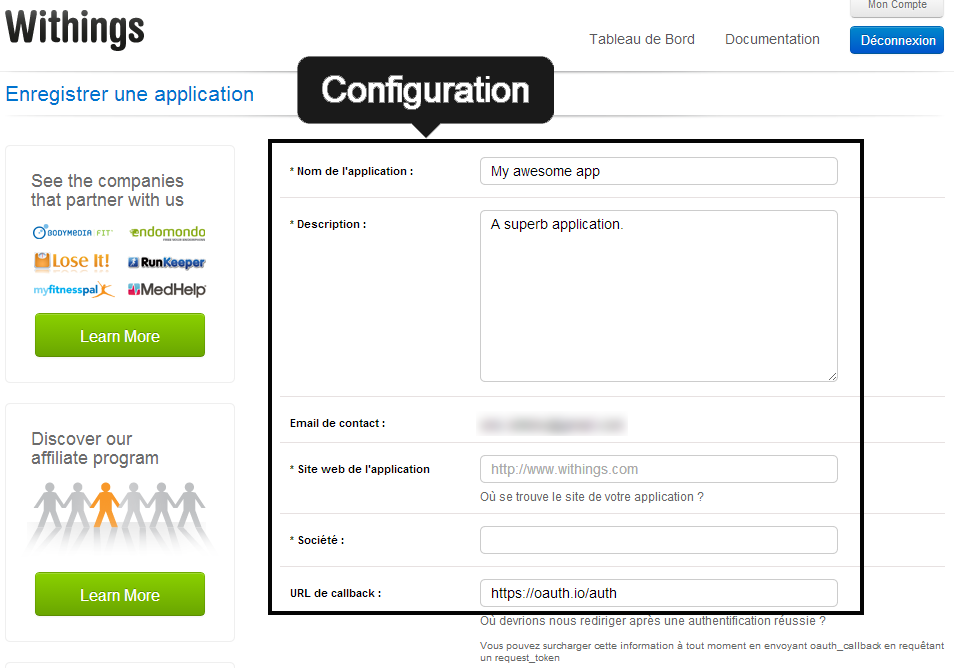 Withings
Mon Compte
Tableau de Bord
Documentation
Déconnexion
Enregistrer une application
Configuration
See the companies
that partner with us
BODYMEDIA FIT
endomondo
Lose It!
RunKeeper
myfitnesspal
MedHelp
Learn More
Discover our
affiliate program
Learn More
* Nom de l'application :
My awesome app
* Description :
A superb application.
Email de contact :
* Site web de l'application
http://www.withings.com
Où se trouve le site de votre application ?
* Société :
URL de callback :
https://oauth.io/auth
Où devrions nous rediriger après une authentification réussie ?
Vous pouvez surcharger cette information à tout moment en envoyant oauth_callback en requêtant
un request_token